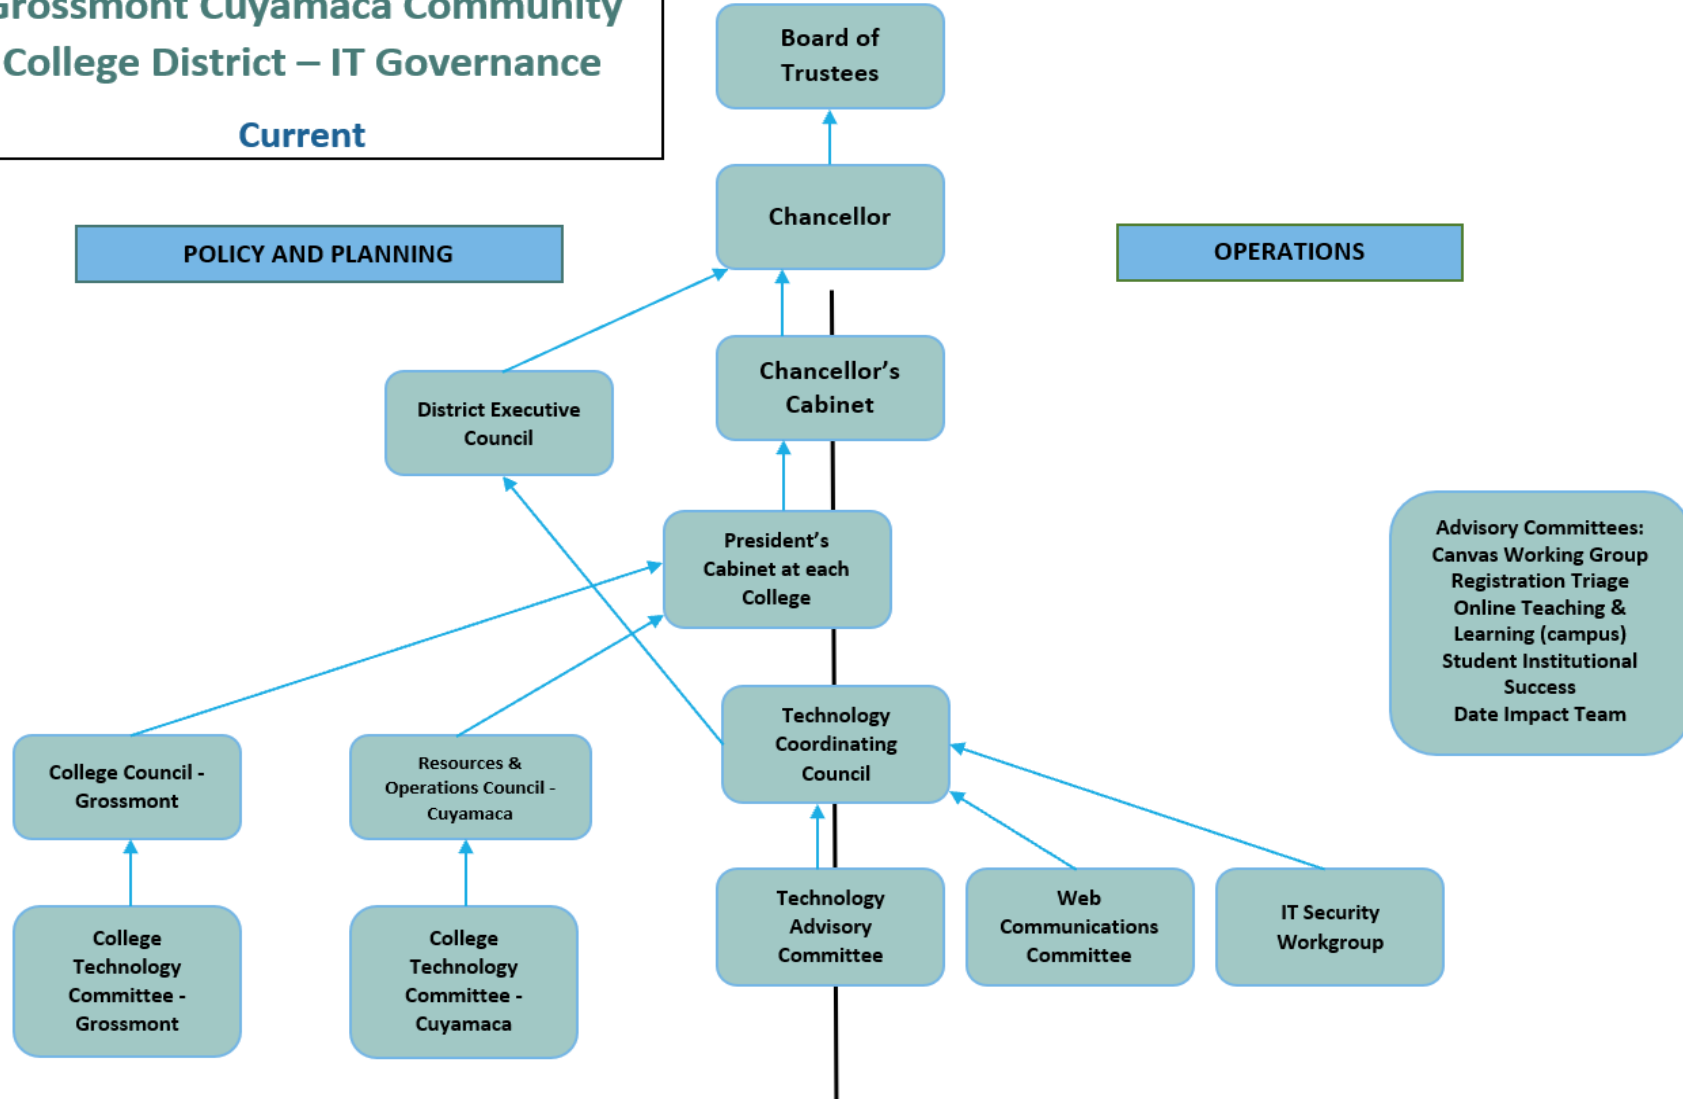 Grossmont Cuyamaca Community
College District – IT Governance
Current
Board of
Trustees
Chancellor
POLICY AND PLANNING
OPERATIONS
Chancellor’s
Cabinet
District Executive
Council
President’s
Cabinet at each
College
Advisory Committees:
Canvas Working Group
Registration Triage
Online Teaching &
Learning (campus)
Student Institutional
Success
Date Impact Team
Technology
Coordinating
Council
College Council -
Grossmont
Resources &
Operations Council -
Cuyamaca
Technology
Advisory
Committee
Web
Communications
Committee
IT Security
Workgroup
College
Technology
Committee -
Grossmont
College
Technology
Committee -
Cuyamaca